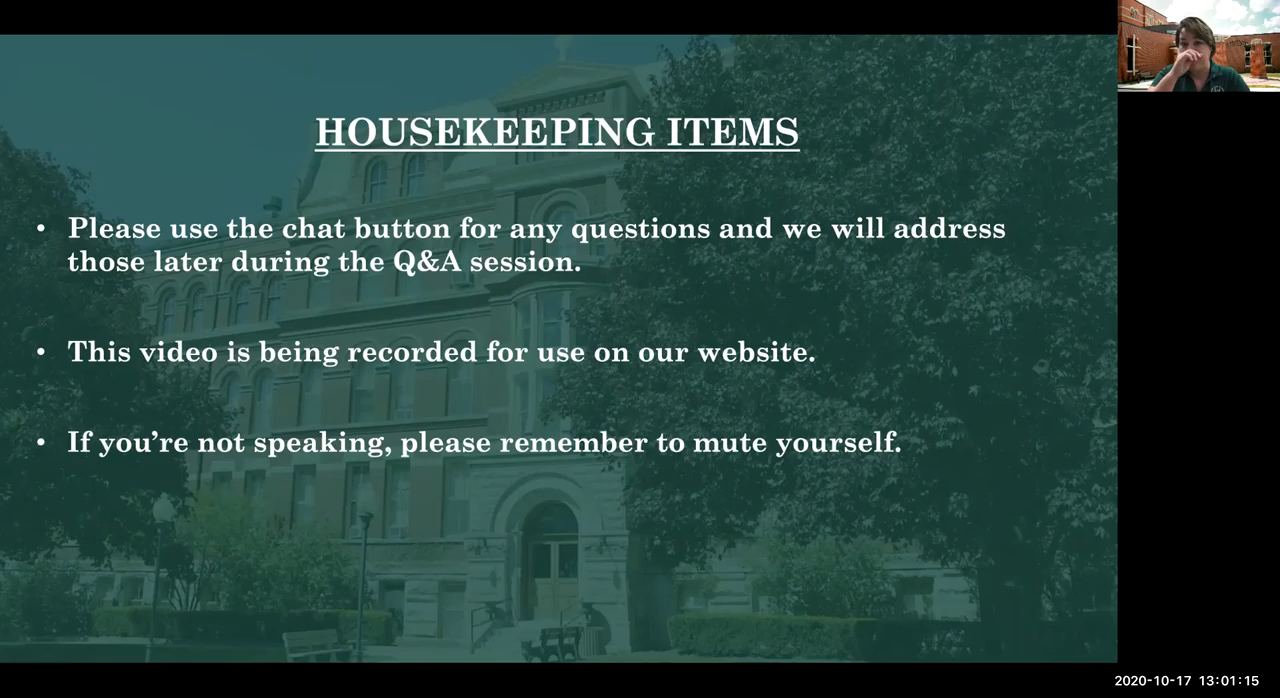 HOUSEKEEPING ITEMS
• Please use the chat button for any questions and we will address
those later during the Q&A session.
• This video is being recorded for use on our website.
• If you’re not speaking, please remember to mute yourself.
2020-10-17 13:01:15